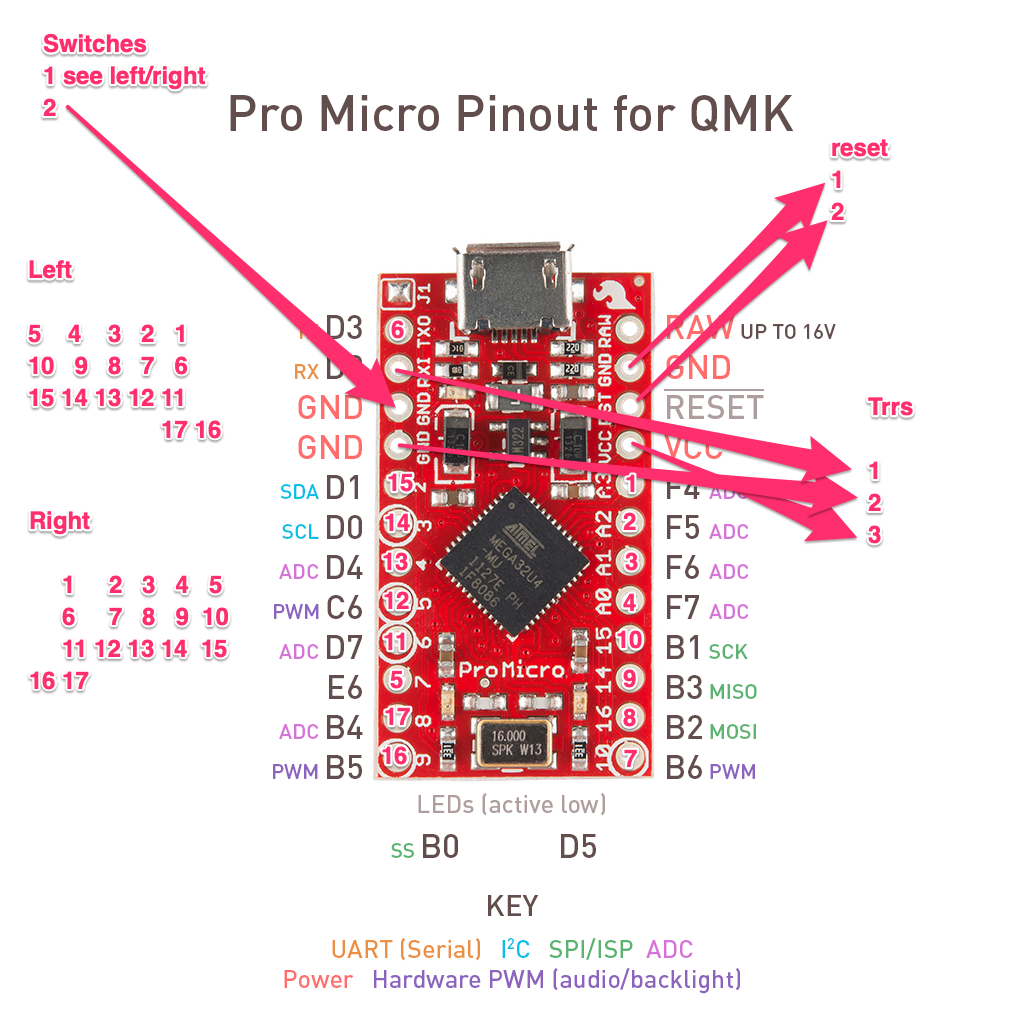 Switches
1 see left/right
2
Pro Micro Pinout for QMK
reset
1
2
Left
5 4 3 2 1
10 9 8 7 6
15 14 13 12 11
17 16
Right
1 2 3 4 5
6 7 8 9 10
11 12 13 14 15
16 17
Trrs
1
2
3
J1
D3 6 TXO RAW RAW UP TO 16V
RX RX1 GND GND
GND GND RST RESET
GND GND VCC VCC
SDA D1 15 2 A3 1 F4 ADC
SCL D0 14 3 A2 2 F5 ADC
ADC D4 13 4 A1 3 F6 ADC
PWM C6 12 5 A0 4 F7 ADC
ADC D7 11 6 15 10 B1 SCK
E6 5 7 14 9 B3 MISO
ADC B4 17 8 16 8 B2 MOSI
PWM B5 16 9 10 7 B6 PWM
220
220
M322
ATMEL
MEGA32U4
-MU
1127E PH
1F8086
ProMicro
16.000
SPK W13
LEDs (active low)
SS B0 D5
KEY
UART (Serial) I²C SPI/ISP ADC
Power Hardware PWM (audio/backlight)